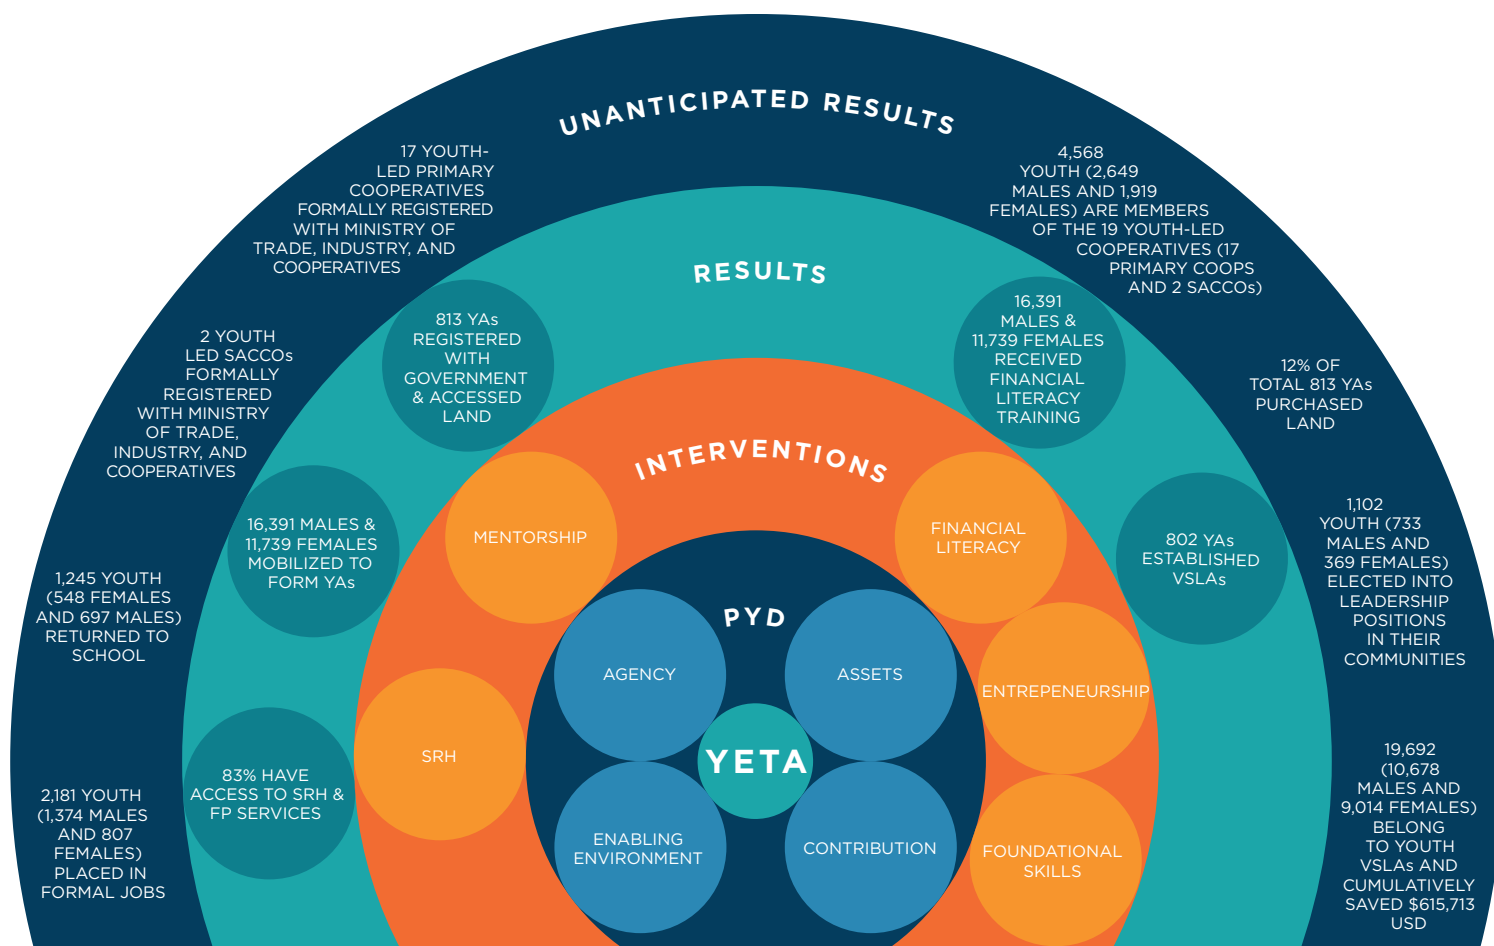 UNANTICIPATED RESULTS
17 YOUTH-
LED PRIMARY
COOPERATIVES
FORMALLY REGISTERED
WITH MINISTRY OF
TRADE, INDUSTRY, AND
COOPERATIVES
4,568
YOUTH (2,649
MALES AND 1,919
FEMALES) ARE MEMBERS
OF THE 19 YOUTH-LED
COOPERATIVES (17
PRIMARY COOPS
AND 2 SACCOs)
2 YOUTH
LED SACCOs
FORMALLY
REGISTERED
WITH MINISTRY
OF TRADE,
INDUSTRY, AND
COOPERATIVES
12% OF
TOTAL 813 YAs
PURCHASED
LAND
1,245 YOUTH
(548 FEMALES
AND 697 MALES)
RETURNED TO
SCHOOL
1,102
YOUTH (733
MALES AND
369 FEMALES)
ELECTED INTO
LEADERSHIP
POSITIONS
IN THEIR
COMMUNITIES
2,181 YOUTH
(1,374 MALES
AND 807
FEMALES)
PLACED IN
FORMAL JOBS
19,692
(10,678
MALES AND
9,014 FEMALES)
BELONG
TO YOUTH
VSLAs AND
CUMULATIVELY
SAVED $615,713
USD
RESULTS
813 YAs
REGISTERED
WITH
GOVERNMENT
& ACCESSED
LAND
16,391
MALES &
11,739 FEMALES
RECEIVED
FINANCIAL
LITERACY
TRAINING
16,391 MALES &
11,739 FEMALES
MOBILIZED TO
FORM YAs
802 YAs
ESTABLISHED
VSLAs
83% HAVE
ACCESS TO SRH &
FP SERVICES
INTERVENTIONS
MENTORSHIP
FINANCIAL
LITERACY
SRH
ENTREPENEURSHIP
FOUNDATIONAL
SKILLS
PYD
AGENCY
ASSETS
YETA
ENABLING
ENVIRONMENT
CONTRIBUTION